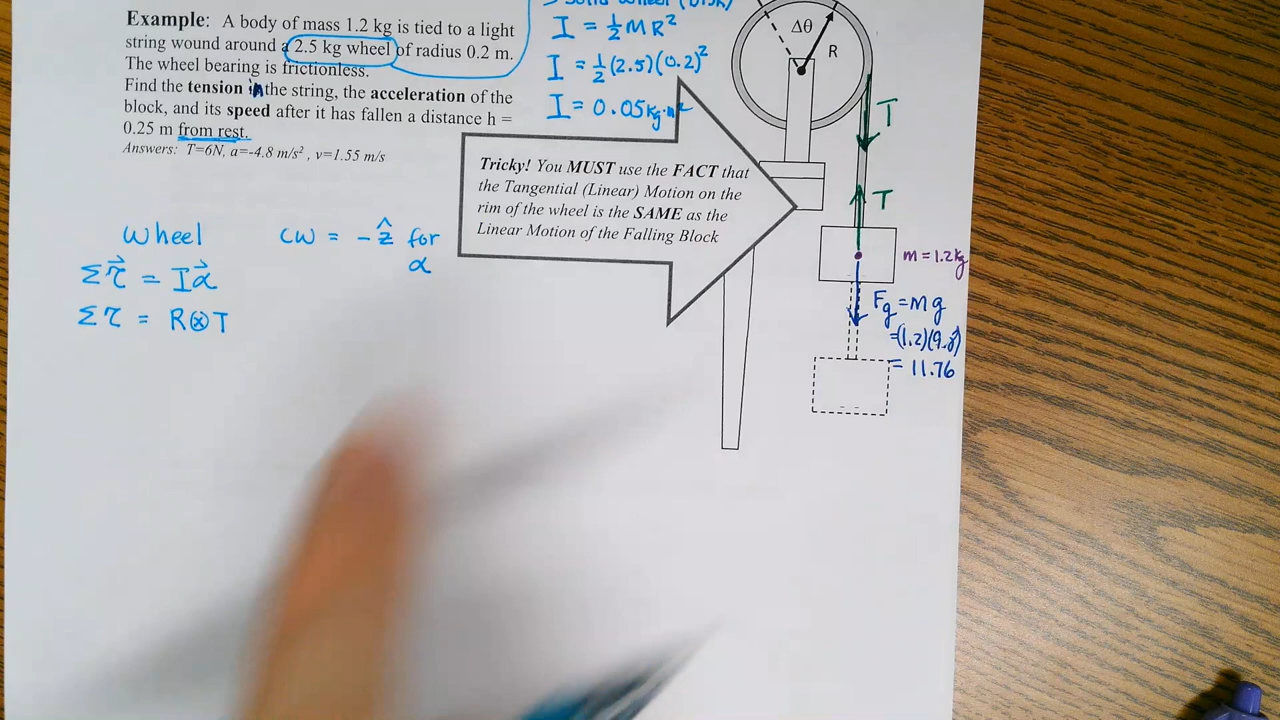 Example: A body of mass 1.2 kg is tied to a light
string wound around a 2.5 kg wheel of radius 0.2 m.
The wheel bearing is frictionless.
Find the tension in the string, the acceleration of the
block, and its speed after it has fallen a distance h =
0.25 m from rest.
Answers: T=6N, a=-4.8 m/s², v=1.55 m/s
I = ½MR²
I = ½(2.5)(0.2)²
I = 0.05kg·m²
Δθ
R
T
T
Tricky! You MUST use the FACT that
the Tangential (Linear) Motion on the
rim of the wheel is the SAME as the
Linear Motion of the Falling Block
m = 1.2kg
Fg = mg
=(1.2)(9.8)
= 11.76
Wheel
CW = -ẑ for
α
Στ⃗ = Iα⃗
Στ = R⊗T